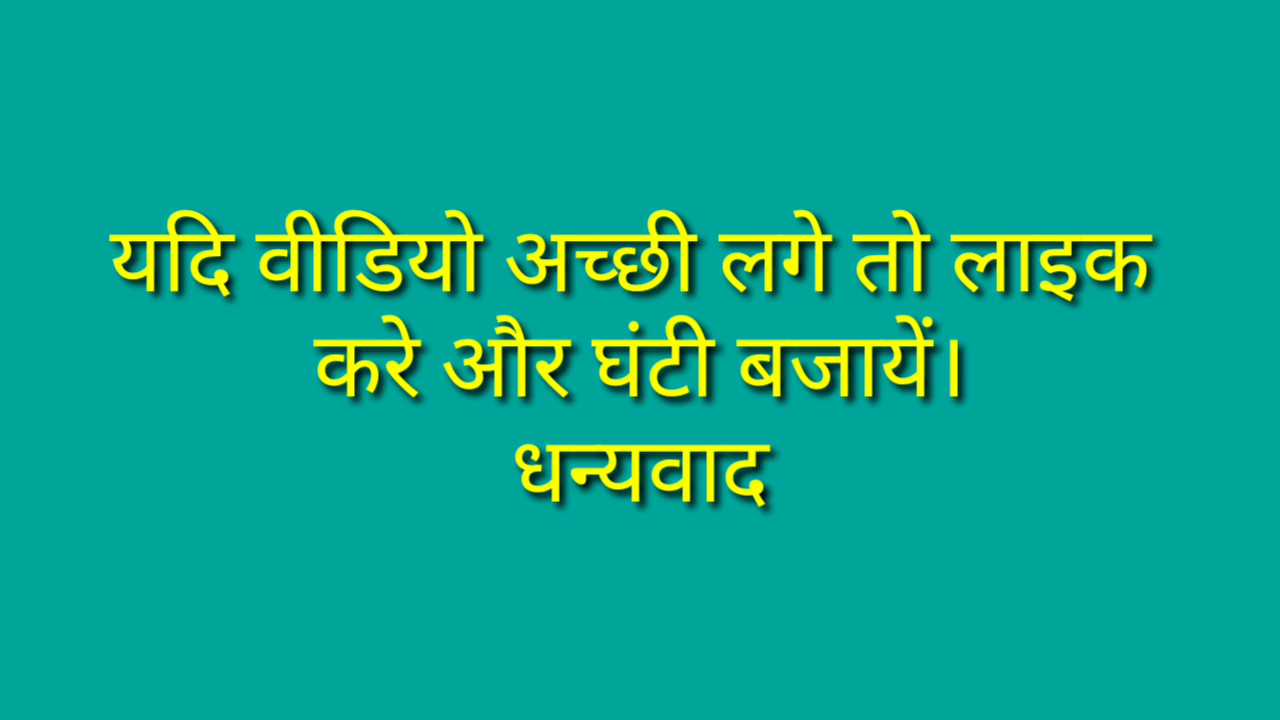 यदि वीडियो अच्छी लगे तो लाइक
करे और घंटी बजायें।
धन्यवाद